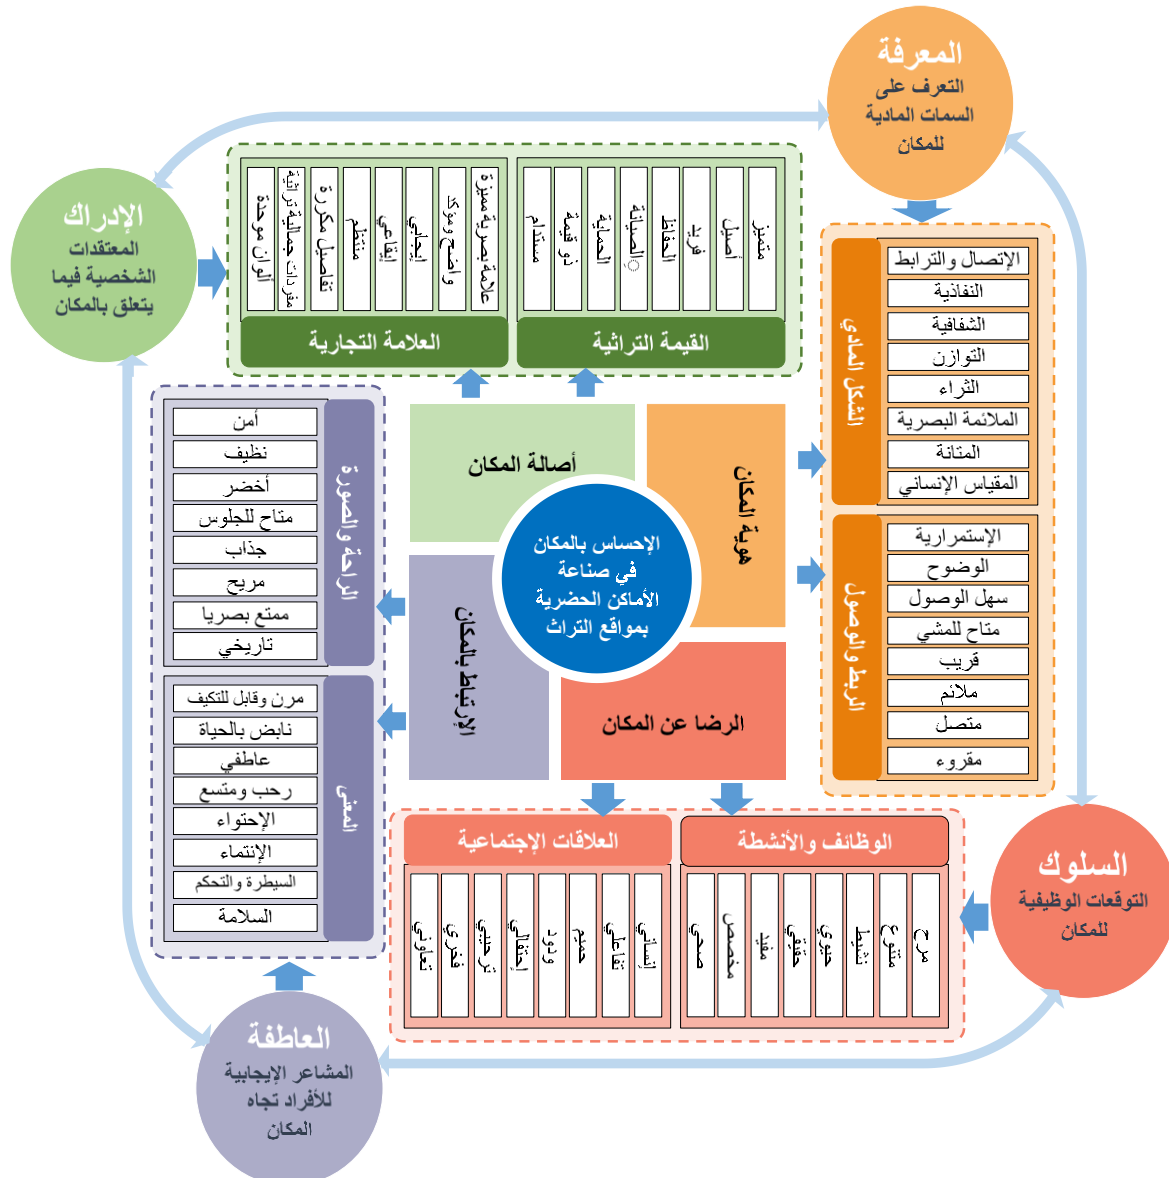 المعرفة
التعرف على
السمات المادية
للمكان
الإدراك
المعتقدات
الشخصية فيما
يتعلق بالمكان
القيمة التراثية
متميز
أصيل
فريد
الحفاظ
الصيانة
الحماية
ذو قيمة
مستدام
العلامة التجارية
علامة بصرية مميزة
واضح ومؤكد
إيجابي
إيقاعي
منتظم
تفاصيل مكررة
مفردات جمالية تراثية
ألوان موحدة
الشكل المادي
الإتصال والترابط
النفاذية
الشفافية
التوازن
الثراء
الملائمة البصرية
المتانة
المقياس الإنساني
الربط والوصول
الإستمرارية
الوضوح
سهل الوصول
متاح للمشي
قريب
ملائم
متصل
مقروء
الراحة والصورة
أمن
نظيف
أخضر
متاح للجلوس
جذاب
مريح
ممتع بصريا
تاريخي
المعنى
مرن وقابل للتكيف
نابض بالحياة
عاطفي
رحب ومتسع
الإحتواء
الإنتماء
السيطرة والتحكم
السلامة
أصالة المكان
هوية المكان
الإرتباط بالمكان
الرضا عن المكان
الإحساس بالمكان
في صناعة
الأماكن الحضرية
بمواقع التراث
الوظائف والأنشطة
مرح
متنوع
نشيط
حيوي
حقيقي
مفيد
مخصص
صحي
العلاقات الإجتماعية
إنساني
تفاعلي
حميم
ودود
إحتفالي
ترحيبي
فخري
تعاوني
السلوك
التوقعات الوظيفية
للمكان
العاطفة
المشاعر الإيجابية
للأفراد تجاه
المكان